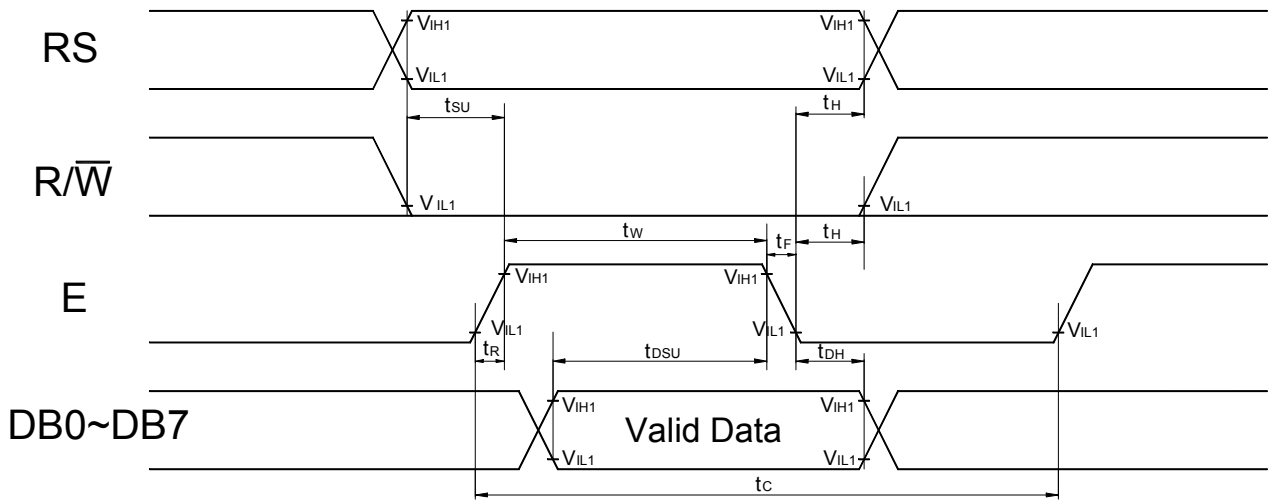 RS
VIH1
VIH1
VIL1
VIL1
tSU
tH
R/W̅
VIL1
VIL1
tW
tF
tH
E
VIH1
VIH1
VIL1
VIL1
VIL1
tR
tDSU
tDH
DB0~DB7
VIH1
Valid Data
VIH1
VIL1
VIL1
tC